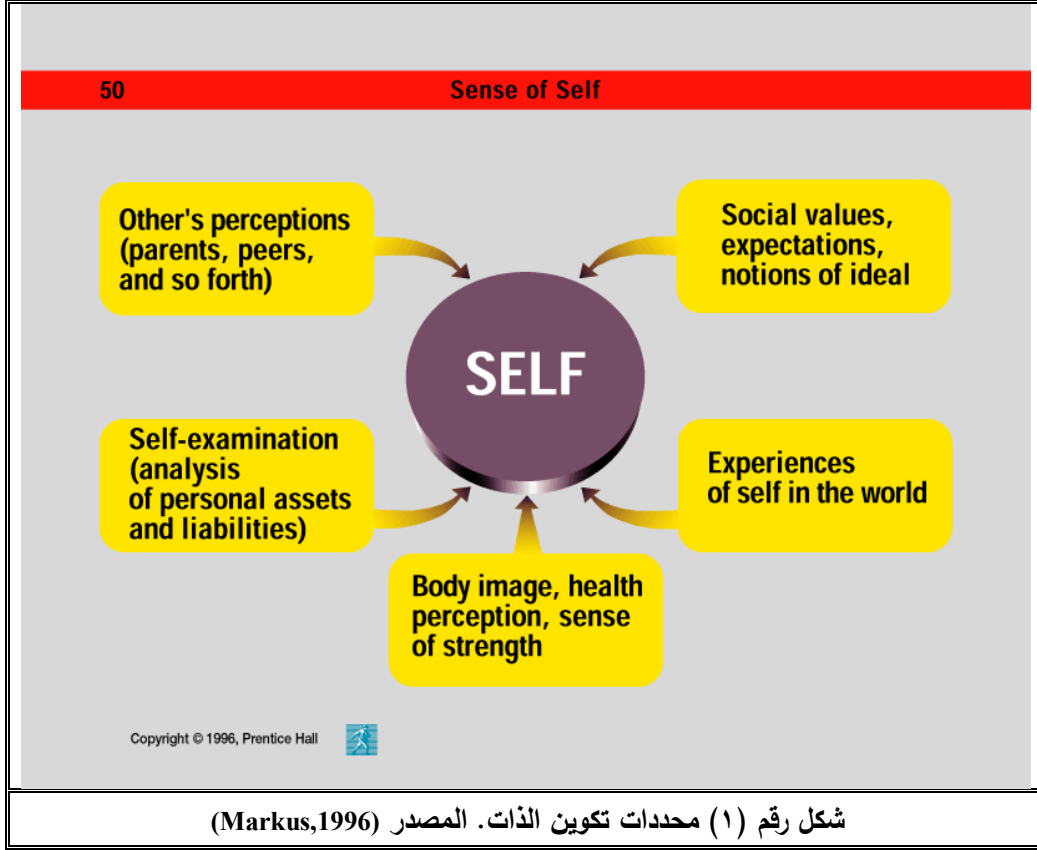 50 Sense of Self
Other's perceptions
(parents, peers,
and so forth)
Social values,
expectations,
notions of ideal
SELF
Self-examination
(analysis
of personal assets
and liabilities)
Experiences
of self in the world
Body image, health
perception, sense
of strength
Copyright © 1996, Prentice Hall
شكل رقم (١) محددات تكوين الذات. المصدر (Markus,1996)